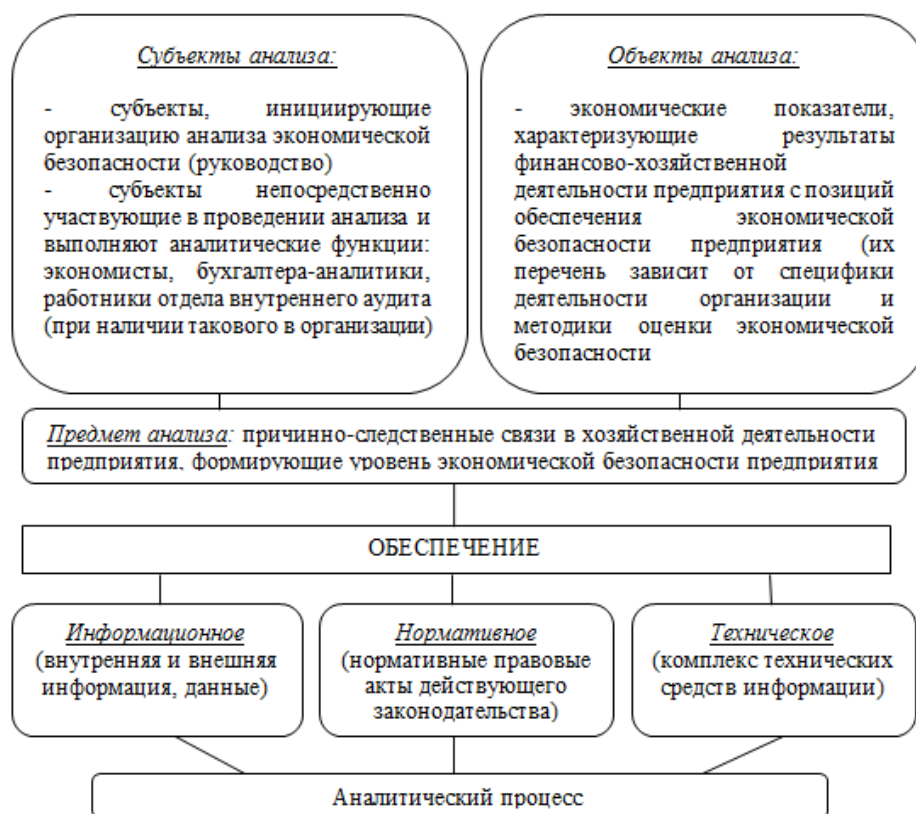 Субъекты анализа:
- субъекты, инициирующие
организацию анализа экономической
безопасности (руководство)
- субъекты непосредственно
участвующие в проведении анализа и
выполняют аналитические функции:
экономисты, бухгалтера-аналитики,
работники отдела внутреннего аудита
(при наличии такового в организации)
Объекты анализа:
- экономические показатели,
характеризующие результаты
финансово-хозяйственной
деятельности предприятия с позиций
обеспечения экономической
безопасности предприятия (их
перечень зависит от специфики
деятельности организации и
методики оценки экономической
безопасности
Предмет анализа: причинно-следственные связи в хозяйственной деятельности
предприятия, формирующие уровень экономической безопасности предприятия
ОБЕСПЕЧЕНИЕ
Информационное
(внутренняя и внешняя
информация, данные)
Нормативное
(нормативные правовые
акты действующего
законодательства)
Техническое
(комплекс технических
средств информации)
Аналитический процесс